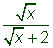 √x / (√x + 2)